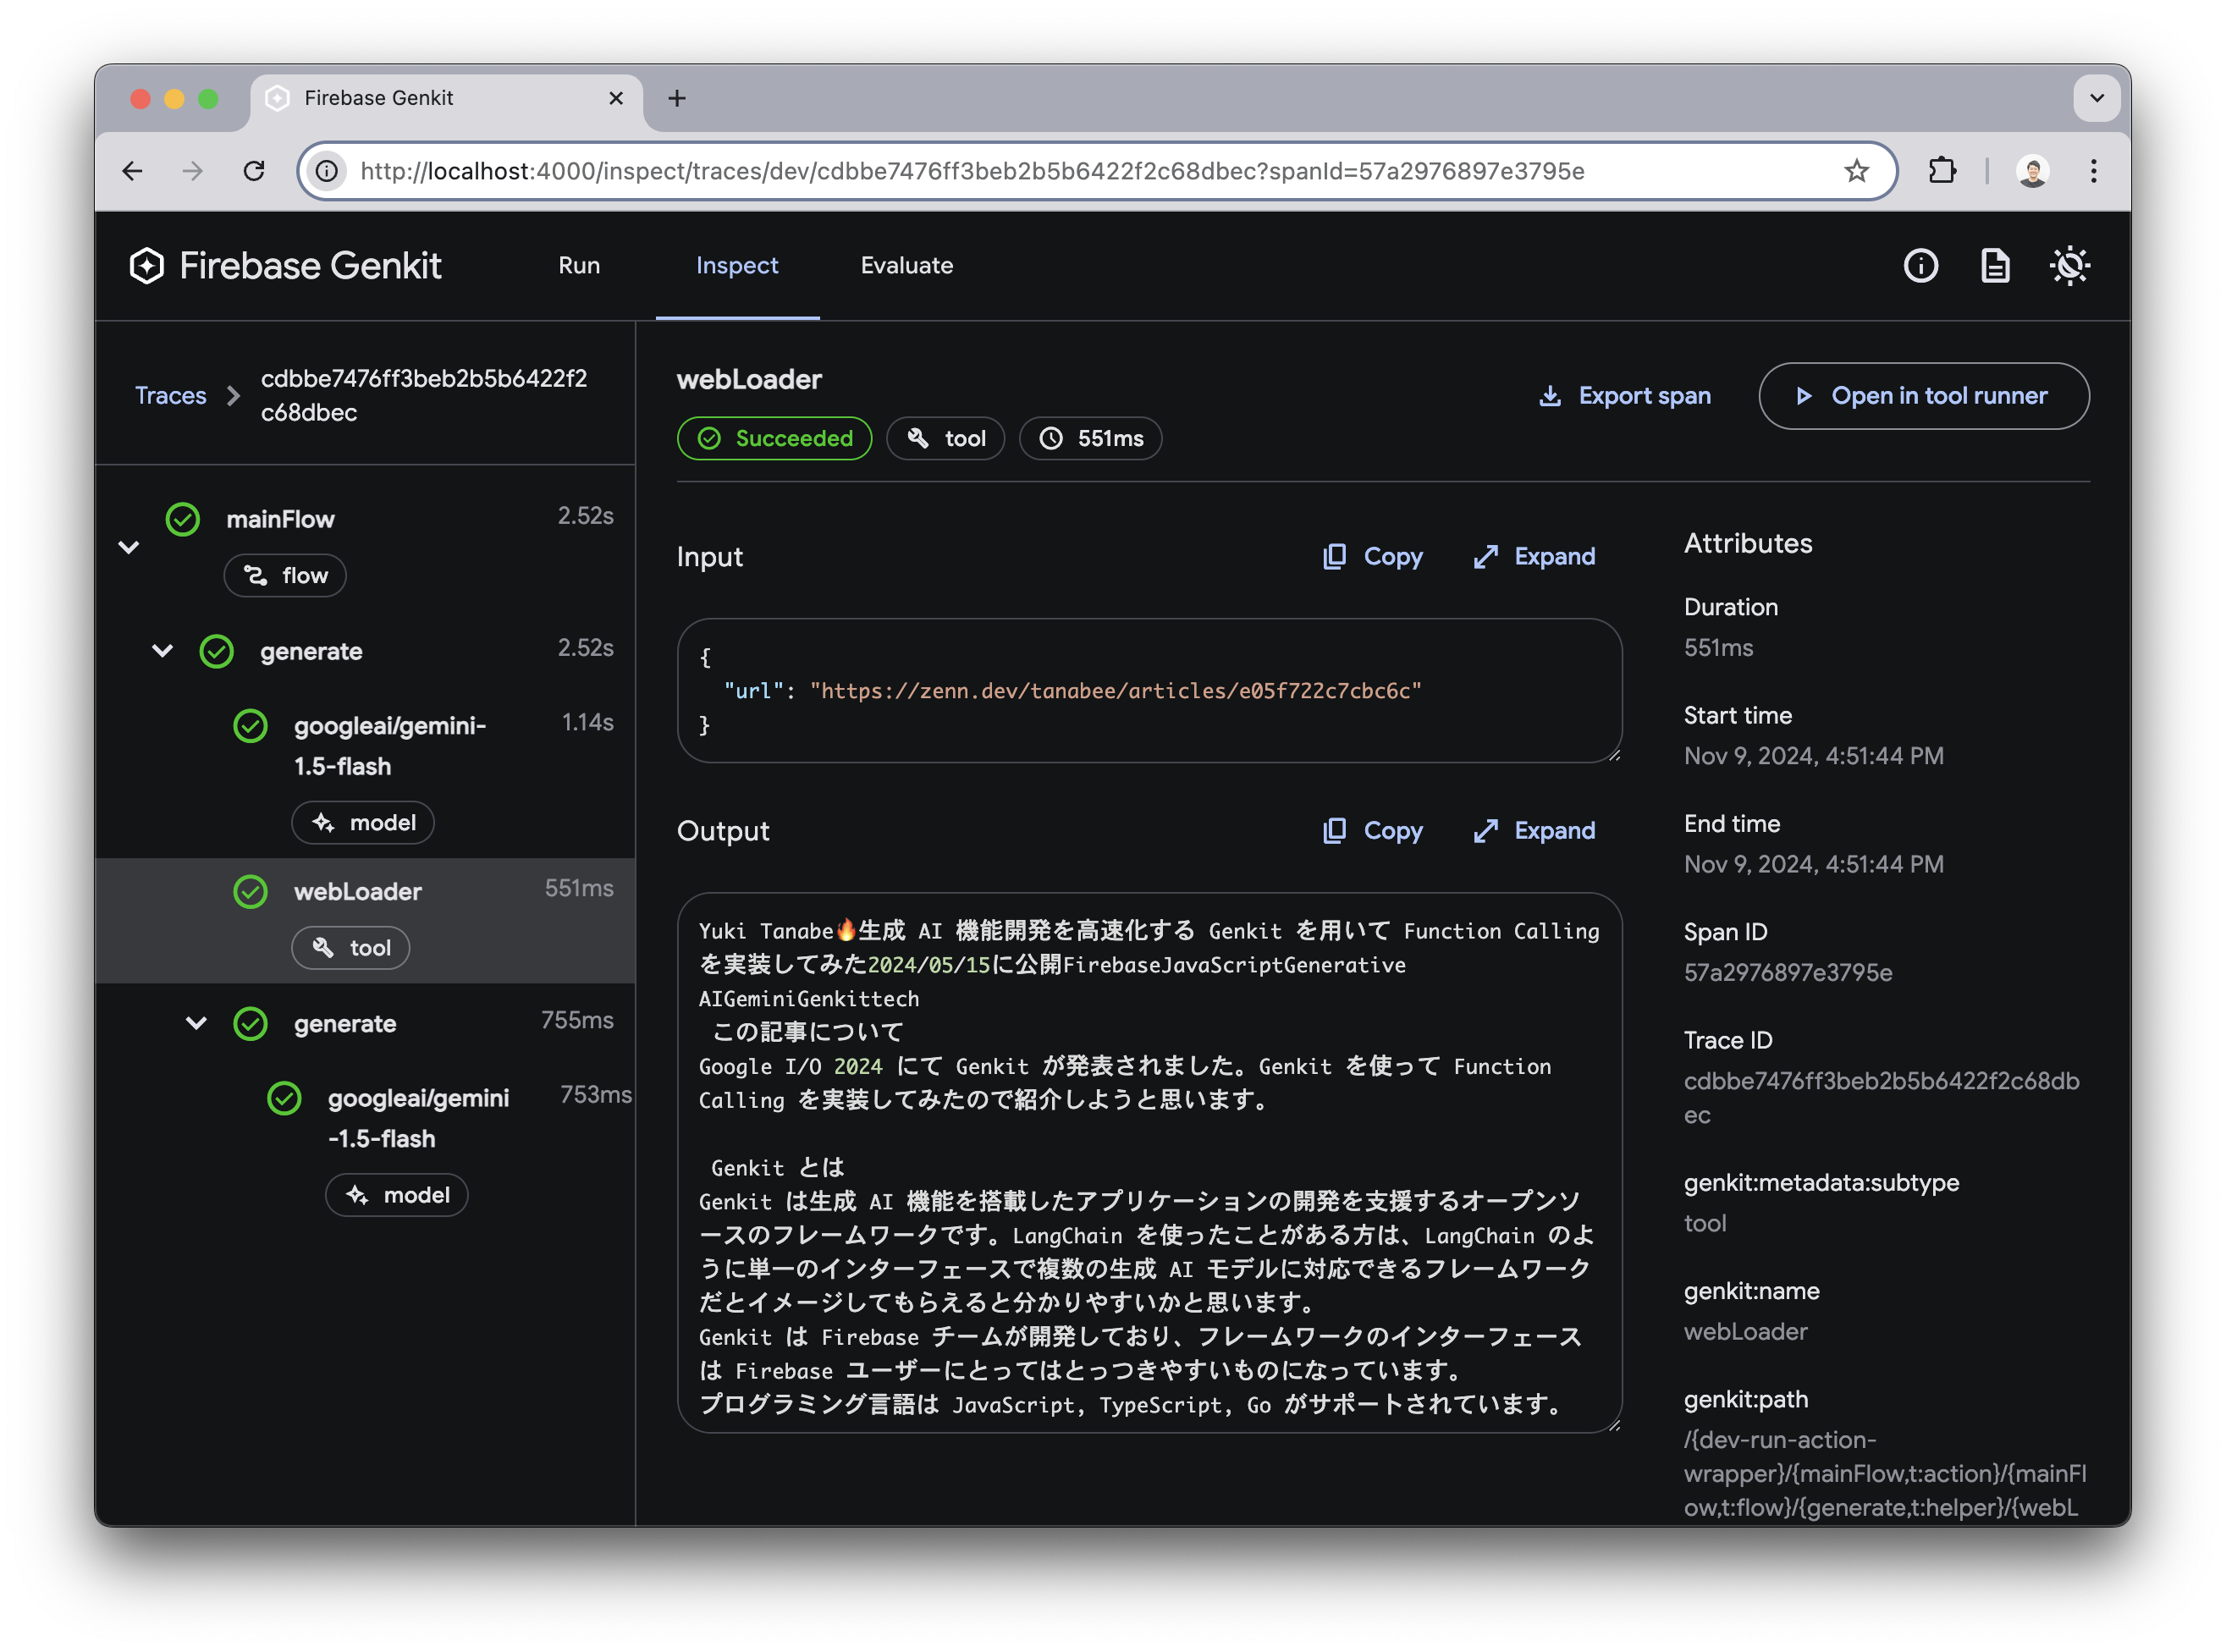 Firebase Genkit
http://localhost:4000/inspect/traces/dev/cdbbe7476ff3beb2b5b6422f2c68dbec?spanId=57a2976897e3795e
Firebase Genkit
Run
Inspect
Evaluate
Traces
cdbbe7476ff3beb2b5b6422f2
c68dbec
mainFlow
2.52s
flow
generate
2.52s
googleai/gemini-
1.5-flash
1.14s
model
webLoader
551ms
tool
generate
755ms
googleai/gemini
-1.5-flash
753ms
model
webLoader
Succeeded
tool
551ms
Export span
Open in tool runner
Input
Copy
Expand
{
"url": "https://zenn.dev/tanabee/articles/e05f722c7cbc6c"
}
Output
Copy
Expand
Yuki Tanabe🔥生成 AI 機能開発を高速化する Genkit を用いて Function Calling
を実装してみた2024/05/15に公開FirebaseJavaScriptGenerative
AIGeminiGenkittech
この記事について
Google I/O 2024 にて Genkit が発表されました。Genkit を使って Function
Calling を実装してみたので紹介しようと思います。
Genkit とは
Genkit は生成 AI 機能を搭載したアプリケーションの開発を支援するオープンソ
ースのフレームワークです。LangChain を使ったことがある方は、LangChain のよ
うに単一のインターフェースで複数の生成 AI モデルに対応できるフレームワーク
だとイメージしてもらえると分かりやすいかと思います。
Genkit は Firebase チームが開発しており、フレームワークのインターフェース
は Firebase ユーザーにとってはとっつきやすいものになっています。
プログラミング言語は JavaScript, TypeScript, Go がサポートされています。
Attributes
Duration
551ms
Start time
Nov 9, 2024, 4:51:44 PM
End time
Nov 9, 2024, 4:51:44 PM
Span ID
57a2976897e3795e
Trace ID
cdbbe7476ff3beb2b5b6422f2c68db
ec
genkit:metadata:subtype
tool
genkit:name
webLoader
genkit:path
/{dev-run-action-
wrapper}/{mainFlow,t:action}/{mainFl
ow,t:flow}/{generate,t:helper}/{webL